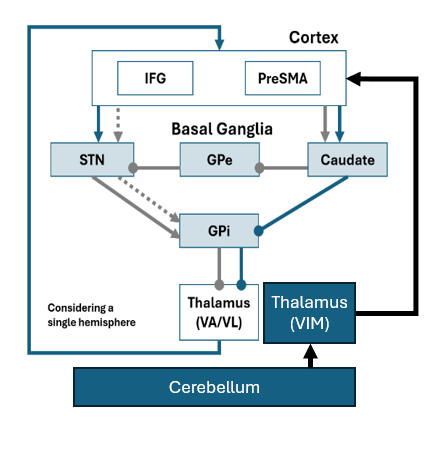 Cortex
IFG
PreSMA
Basal Ganglia
STN
GPe
Caudate
GPi
Considering a
single hemisphere
Thalamus
(VA/VL)
Thalamus
(VIM)
Cerebellum